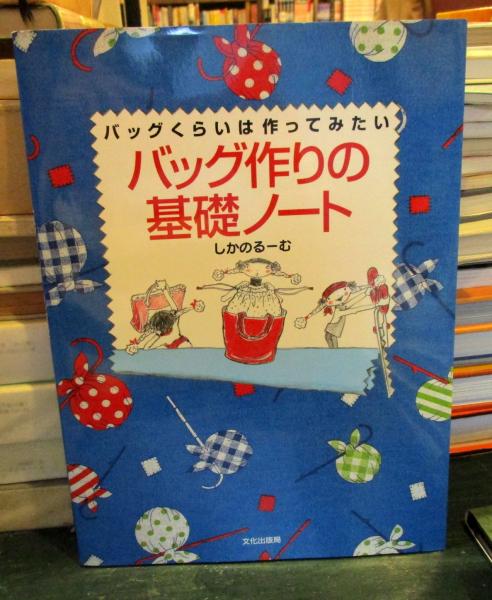 バッグくらいは作ってみたい
バッグ作りの
基礎ノート
しかのるーむ
文化出版局